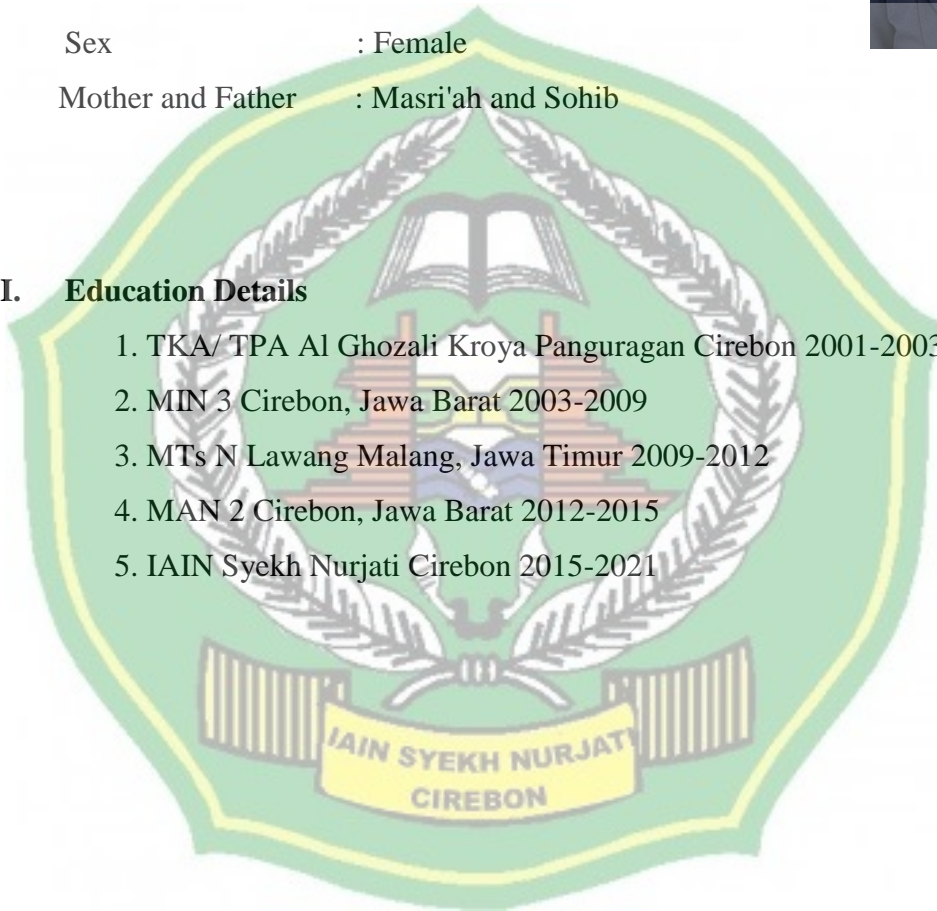 Sex : Female
Mother and Father : Masri'ah and Sohib
I. Education Details
1. TKA/ TPA Al Ghozali Kroya Panguragan Cirebon 2001-2003
2. MIN 3 Cirebon, Jawa Barat 2003-2009
3. MTs N Lawang Malang, Jawa Timur 2009-2012
4. MAN 2 Cirebon, Jawa Barat 2012-2015
5. IAIN Syekh Nurjati Cirebon 2015-2021
IAIN SYEKH NURJATI
CIREBON